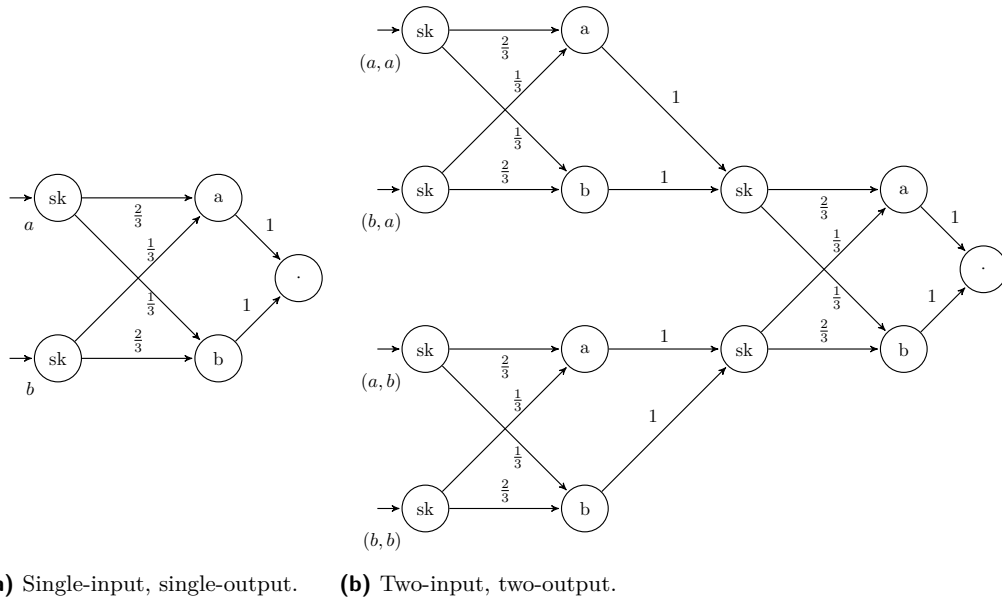 sk
a
(a, a)
2/3
1/3
1
1/3
sk
a
sk
2/3
b
1
sk
2/3
a
a
2/3
(b, a)
2/3
1
1
1/3
1/3
·
·
1/3
1/3
1
1
sk
2/3
b
sk
a
1
sk
2/3
b
b
2/3
(a, b)
1/3
1
1/3
sk
2/3
b
(b, b)
) Single-input, single-output.
(b) Two-input, two-output.